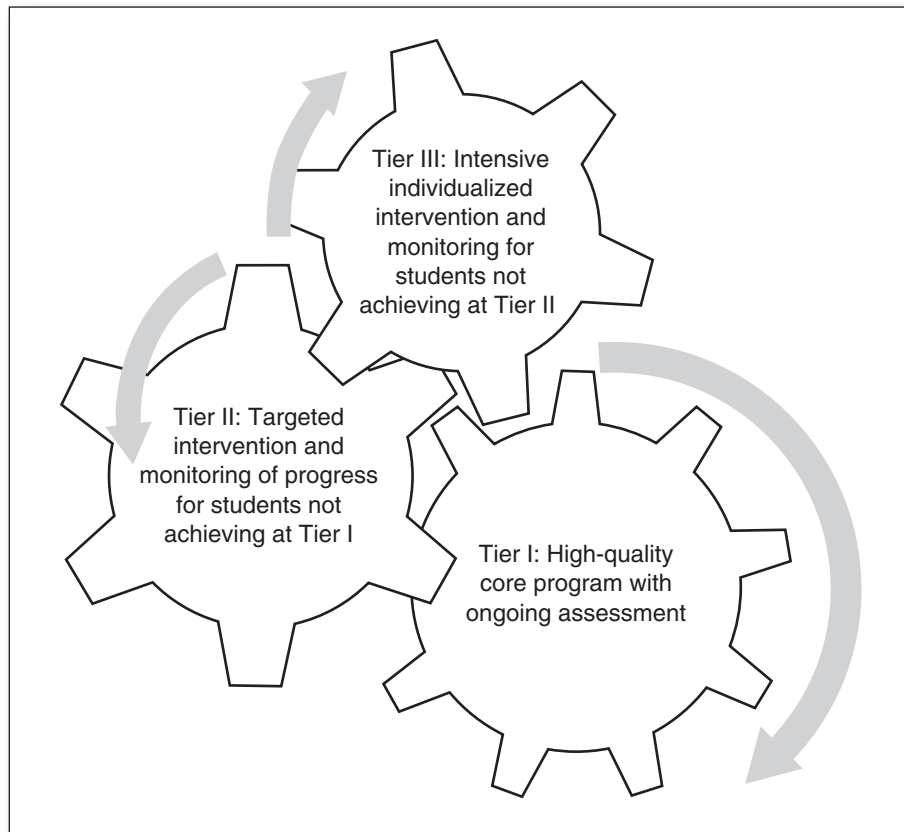 Tier III: Intensive
individualized
intervention and
monitoring for
students not
achieving at Tier II
Tier II: Targeted
intervention and
monitoring of progress
for students not
achieving at Tier I
Tier I: High-quality
core program with
ongoing assessment